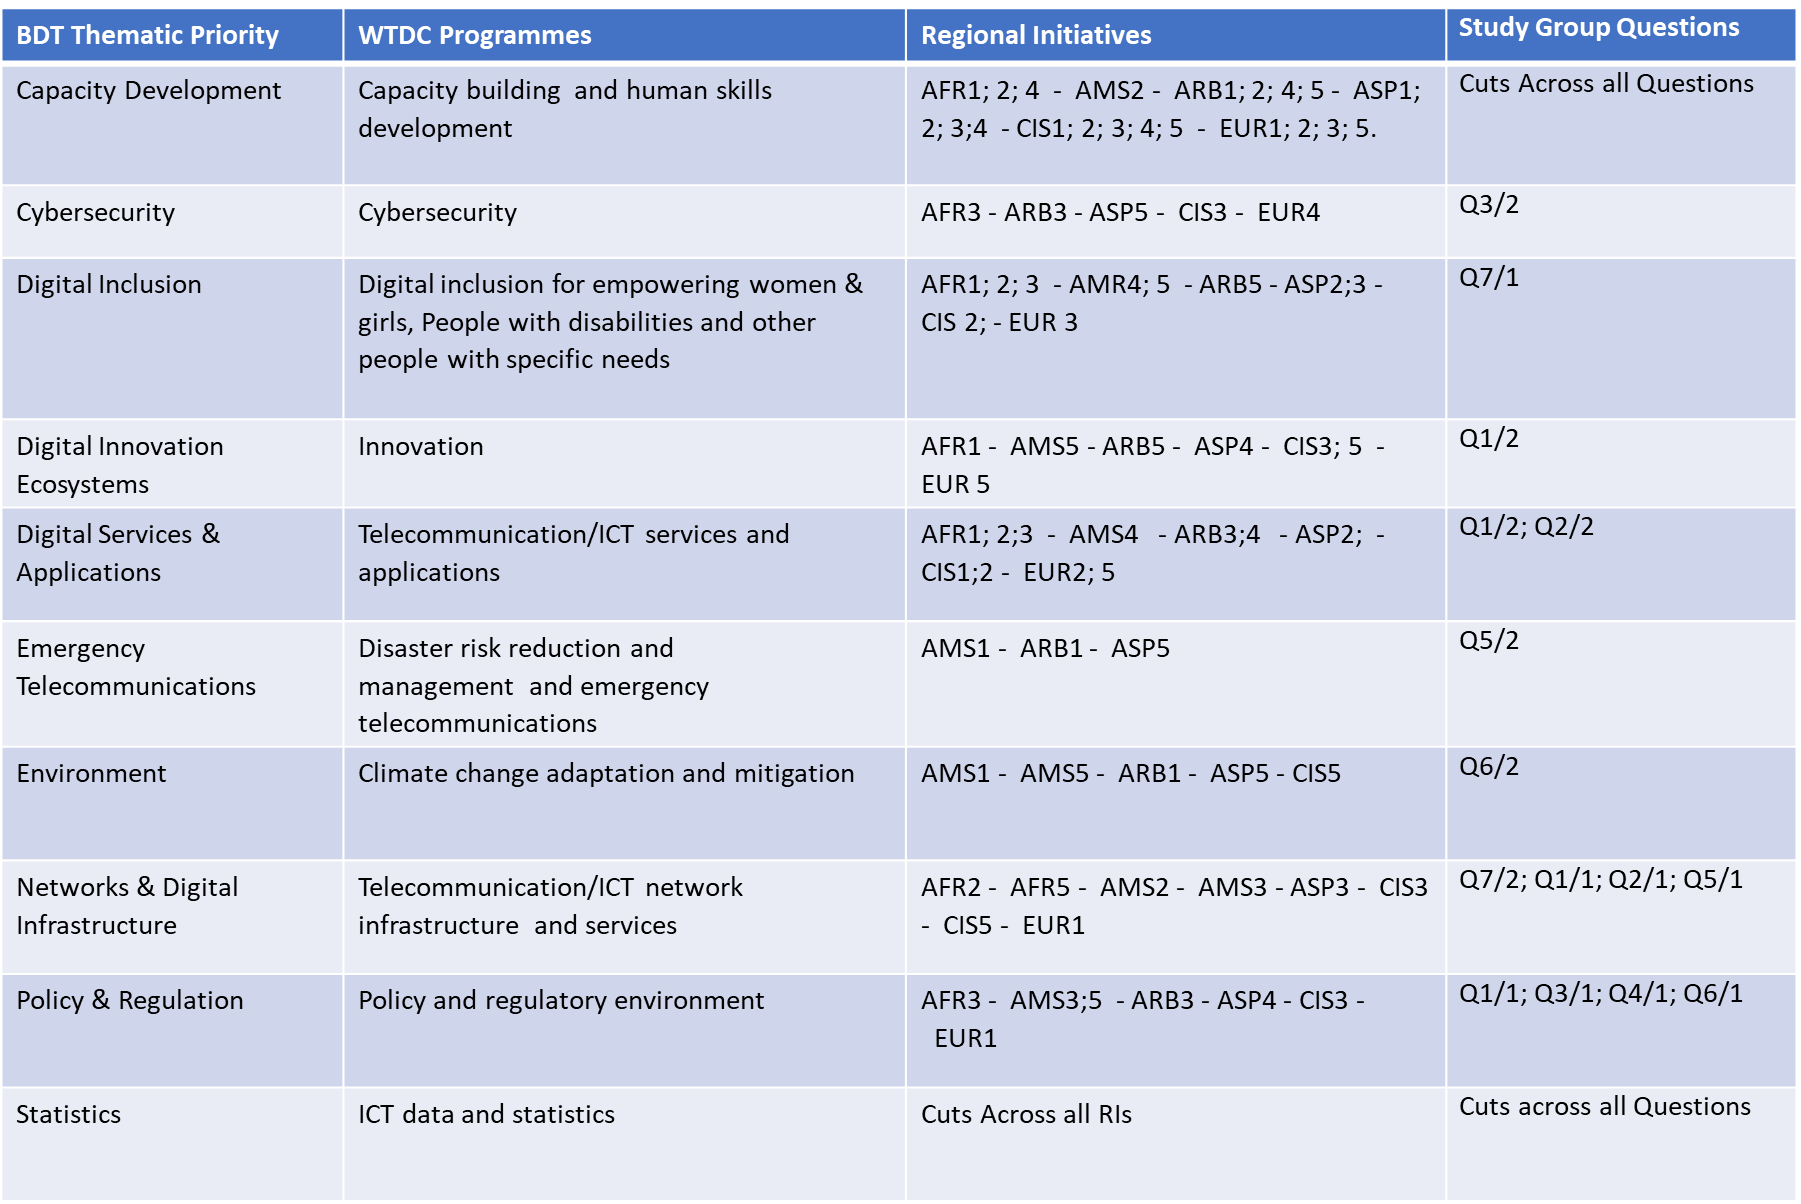 BDT Thematic Priority
WTDC Programmes
Regional Initiatives
Study Group Questions
Capacity Development
Capacity building and human skills
development
AFR1; 2; 4 - AMS2 - ARB1; 2; 4; 5 - ASP1;
2; 3;4 - CIS1; 2; 3; 4; 5 - EUR1; 2; 3; 5.
Cuts Across all Questions
Cybersecurity
Cybersecurity
AFR3 - ARB3 - ASP5 - CIS3 - EUR4
Q3/2
Digital Inclusion
Digital inclusion for empowering women &
girls, People with disabilities and other
people with specific needs
AFR1; 2; 3 - AMR4; 5 - ARB5 - ASP2;3 -
CIS 2; - EUR 3
Q7/1
Digital Innovation
Ecosystems
Innovation
AFR1 - AMS5 - ARB5 - ASP4 - CIS3; 5 -
EUR 5
Q1/2
Digital Services &
Applications
Telecommunication/ICT services and
applications
AFR1; 2;3 - AMS4 - ARB3;4 - ASP2; -
CIS1;2 - EUR2; 5
Q1/2; Q2/2
Emergency
Telecommunications
Disaster risk reduction and
management and emergency
telecommunications
AMS1 - ARB1 - ASP5
Q5/2
Environment
Climate change adaptation and mitigation
AMS1 - AMS5 - ARB1 - ASP5 - CIS5
Q6/2
Networks & Digital
Infrastructure
Telecommunication/ICT network
infrastructure and services
AFR2 - AFR5 - AMS2 - AMS3 - ASP3 - CIS3
- CIS5 - EUR1
Q7/2; Q1/1; Q2/1; Q5/1
Policy & Regulation
Policy and regulatory environment
AFR3 - AMS3;5 - ARB3 - ASP4 - CIS3 -
EUR1
Q1/1; Q3/1; Q4/1; Q6/1
Statistics
ICT data and statistics
Cuts Across all RIs
Cuts across all Questions